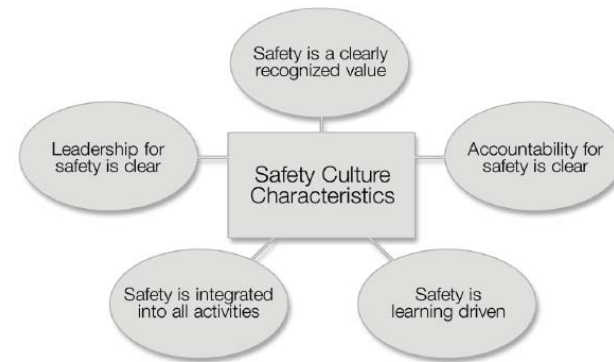 Safety is a clearly
recognized value
Leadership for
safety is clear
Safety Culture
Characteristics
Accountability for
safety is clear
Safety is integrated
into all activities
Safety is
learning driven